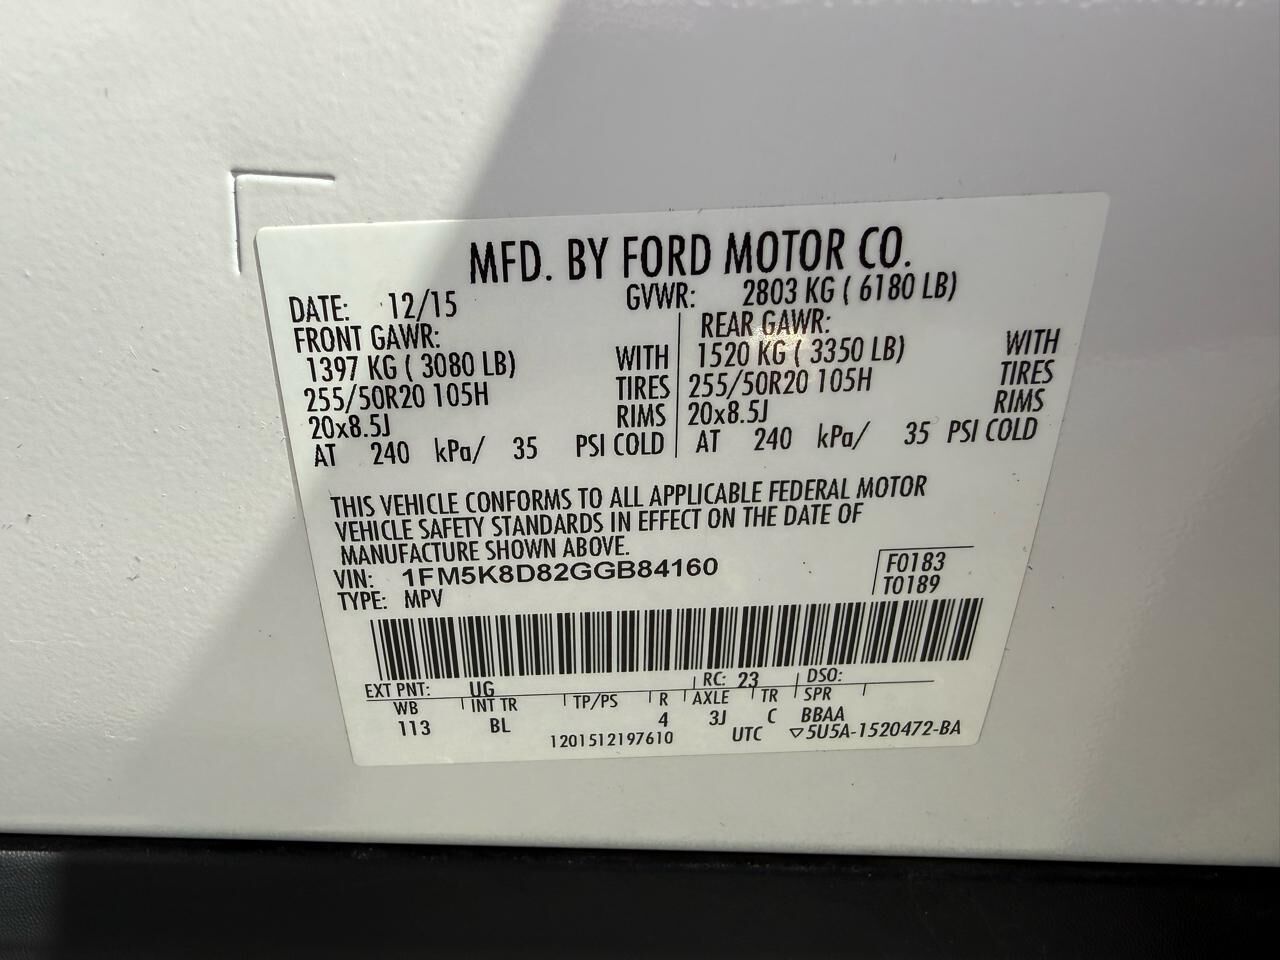 MFD. BY FORD MOTOR CO.
DATE: 12/15 GVWR: 2803 KG ( 6180 LB)
FRONT GAWR: REAR GAWR:
1397 KG ( 3080 LB) WITH 1520 KG ( 3350 LB) WITH
255/50R20 105H TIRES 255/50R20 105H TIRES
20x8.5J RIMS 20x8.5J RIMS
AT 240 kPa/ 35 PSI COLD AT 240 kPa/ 35 PSI COLD
THIS VEHICLE CONFORMS TO ALL APPLICABLE FEDERAL MOTOR
VEHICLE SAFETY STANDARDS IN EFFECT ON THE DATE OF
MANUFACTURE SHOWN ABOVE.
VIN: 1FM5K8D82GGB84160 F0183
TYPE: MPV T0189
EXT PNT: UG RC: 23 DSO:
WB INT TR TP/PS R AXLE TR SPR
113 BL 4 3J C BBAA
1201512197610 UTC ▽5U5A-1520472-BA